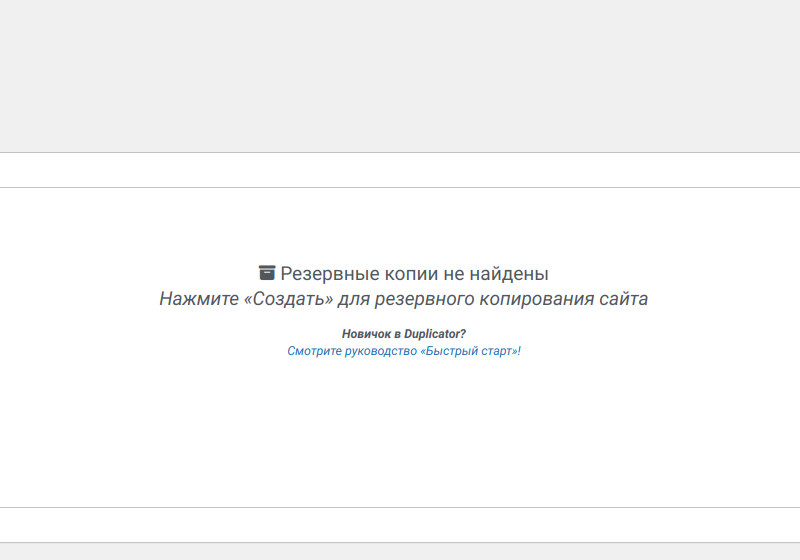 Резервные копии не найдены
Нажмите «Создать» для резервного копирования сайта
Новичок в Duplicator?
Смотрите руководство «Быстрый старт»!